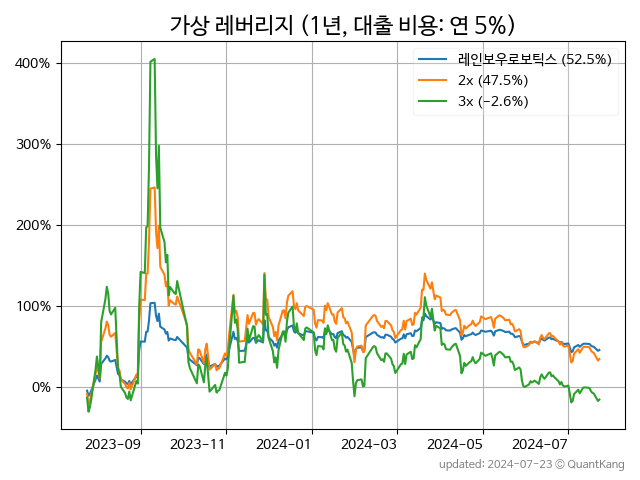 가상 레버리지 (1년, 대출 비용: 연 5%)
레인보우로보틱스 (52.5%)
2x (47.5%)
3x (−2.6%)
400%
300%
200%
100%
0%
2023−09 2023−11 2024−01 2024−03 2024−05 2024−07
updated: 2024-07-23 © QuantKang